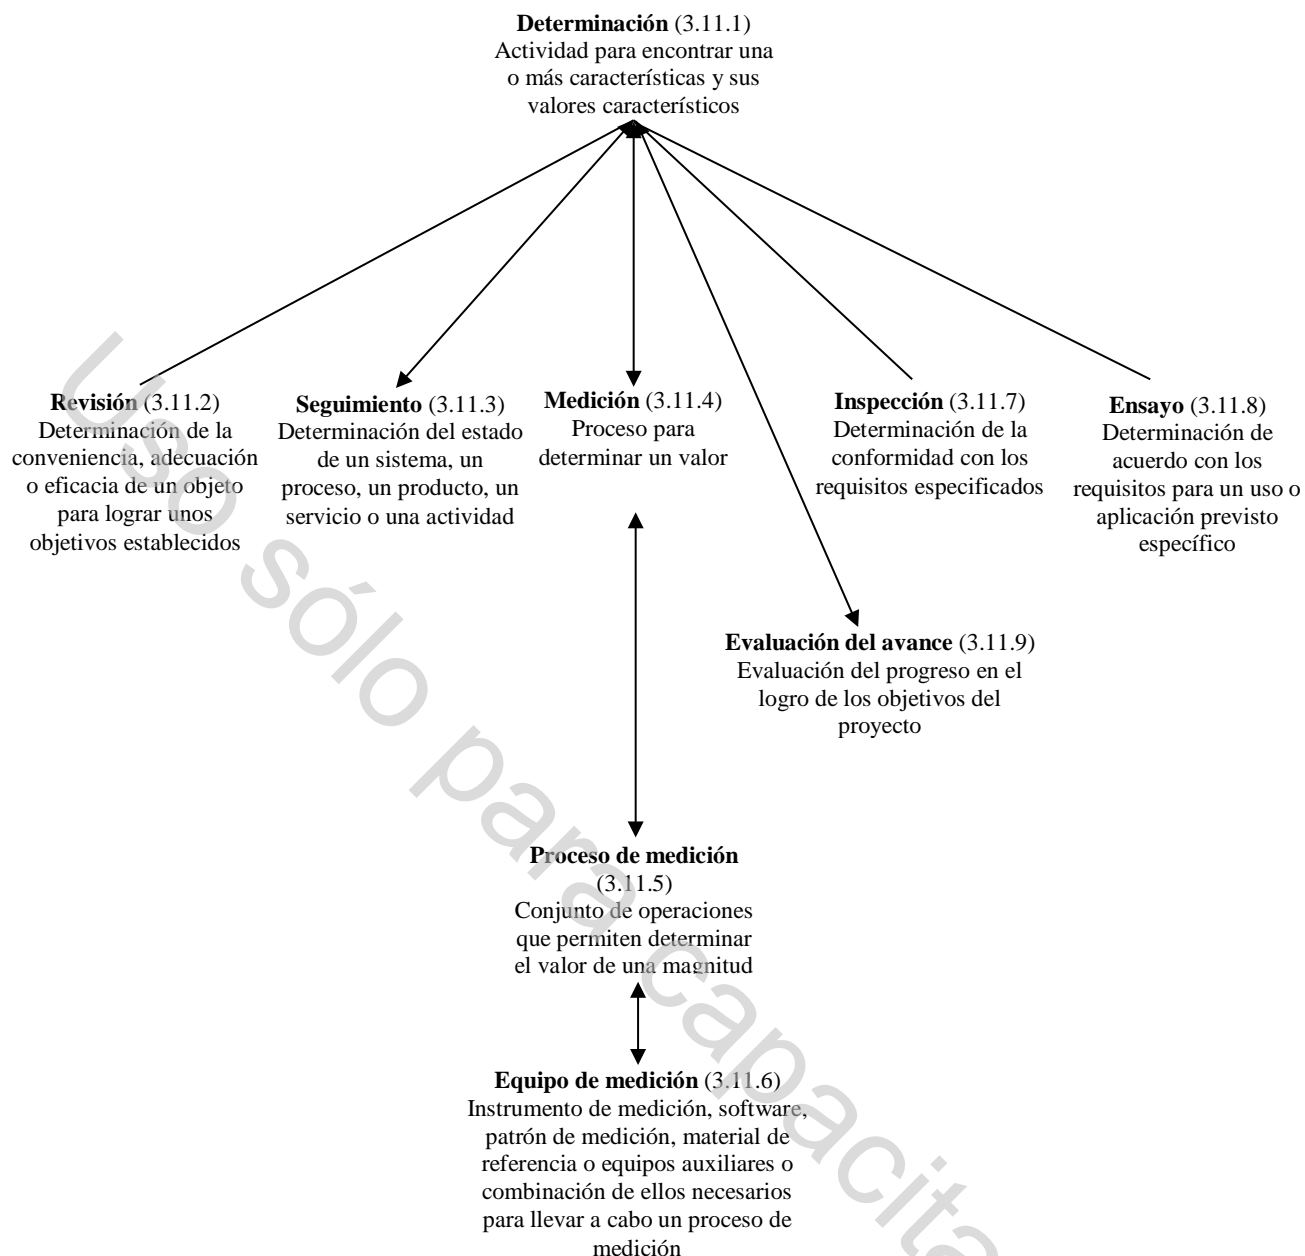 Determinación (3.11.1)
Actividad para encontrar una
o más características y sus
valores característicos
Revisión (3.11.2)
Determinación de la
conveniencia, adecuación
o eficacia de un objeto
para lograr unos
objetivos establecidos
Seguimiento (3.11.3)
Determinación del estado
de un sistema, un
proceso, un producto, un
servicio o una actividad
Medición (3.11.4)
Proceso para
determinar un valor
Inspección (3.11.7)
Determinación de la
conformidad con los
requisitos especificados
Ensayo (3.11.8)
Determinación de
acuerdo con los
requisitos para un uso o
aplicación previsto
específico
Evaluación del avance (3.11.9)
Evaluación del progreso en el
logro de los objetivos del
proyecto
Proceso de medición
(3.11.5)
Conjunto de operaciones
que permiten determinar
el valor de una magnitud
Equipo de medición (3.11.6)
Instrumento de medición, software,
patrón de medición, material de
referencia o equipos auxiliares o
combinación de ellos necesarios
para llevar a cabo un proceso de
medición
Uso sólo para capacita